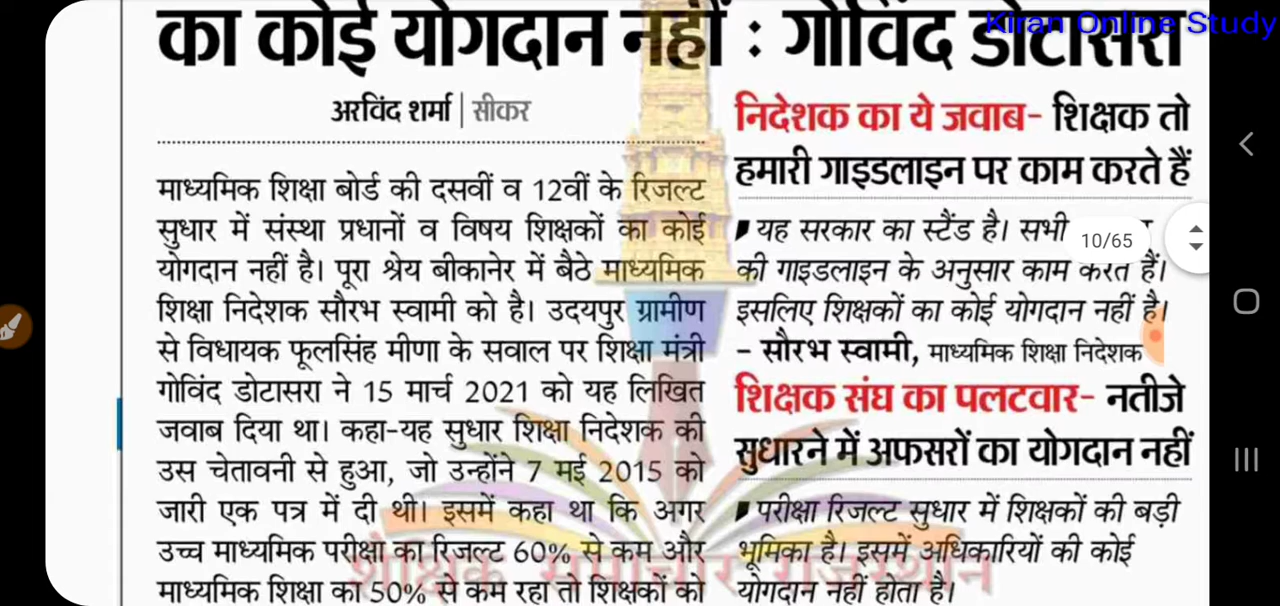 Kiran Online Study
का कोई योगदान नहीं : गोविंद डोटासरा
अरविंद शर्मा | सीकर
माध्यमिक शिक्षा बोर्ड की दसवीं व 12वीं के रिजल्ट
सुधार में संस्था प्रधानों व विषय शिक्षकों का कोई
योगदान नहीं है। पूरा श्रेय बीकानेर में बैठे माध्यमिक
शिक्षा निदेशक सौरभ स्वामी को है। उदयपुर ग्रामीण
से विधायक फूलसिंह मीणा के सवाल पर शिक्षा मंत्री
गोविंद डोटासरा ने 15 मार्च 2021 को यह लिखित
जवाब दिया था। कहा-यह सुधार शिक्षा निदेशक की
उस चेतावनी से हुआ, जो उन्होंने 7 मई 2015 को
जारी एक पत्र में दी थी। इसमें कहा था कि अगर
उच्च माध्यमिक परीक्षा का रिजल्ट 60% से कम और
माध्यमिक शिक्षा का 50% से कम रहा तो शिक्षकों को
निदेशक का ये जवाब- शिक्षक तो
हमारी गाइडलाइन पर काम करते हैं
यह सरकार का स्टैंड है। सभी
की गाइडलाइन के अनुसार काम करते हैं।
इसलिए शिक्षकों का कोई योगदान नहीं है।
- सौरभ स्वामी, माध्यमिक शिक्षा निदेशक
शिक्षक संघ का पलटवार- नतीजे
सुधारने में अफसरों का योगदान नहीं
परीक्षा रिजल्ट सुधार में शिक्षकों की बड़ी
भूमिका है। इसमें अधिकारियों की कोई
योगदान नहीं होता है।
10/65
शैक्षिक समाचार राजस्थान